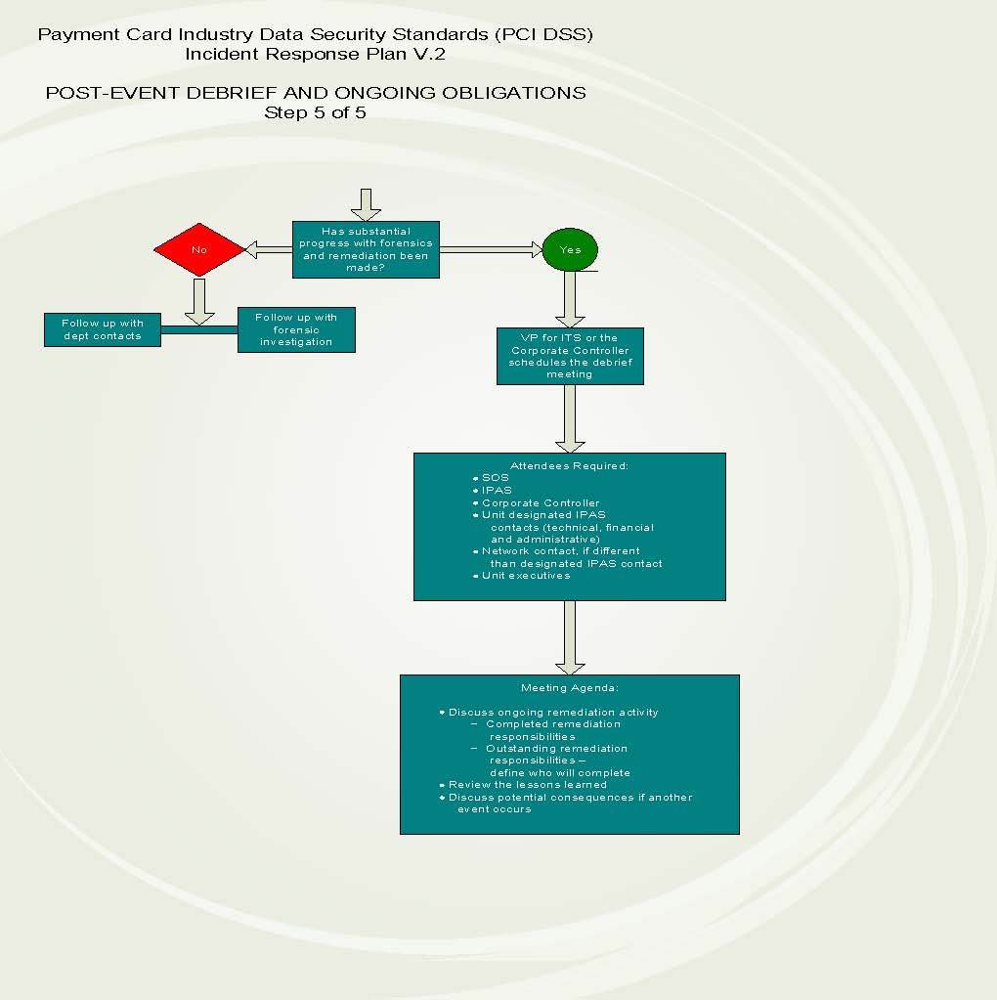 Payment Card Industry Data Security Standards (PCI DSS)
Incident Response Plan V.2
POST-EVENT DEBRIEF AND ONGOING OBLIGATIONS
Step 5 of 5
Has substantial
progress with forensics
and remediation been
made?
No
Yes
Follow up with
dept contacts
Follow up with
forensic
investigation
VP for ITS or the
Corporate Controller
schedules the debrief
meeting
Attendees Required:
• SOS
• IPAS
• Corporate Controller
• Unit designated IPAS
contacts (technical, financial
and administrative)
• Network contact, if different
than designated IPAS contact
• Unit executives
Meeting Agenda:
• Discuss ongoing remediation activity
– Completed remediation
responsibilities
– Outstanding remediation
responsibilities –
define who will complete
• Review the lessons learned
• Discuss potential consequences if another
event occurs